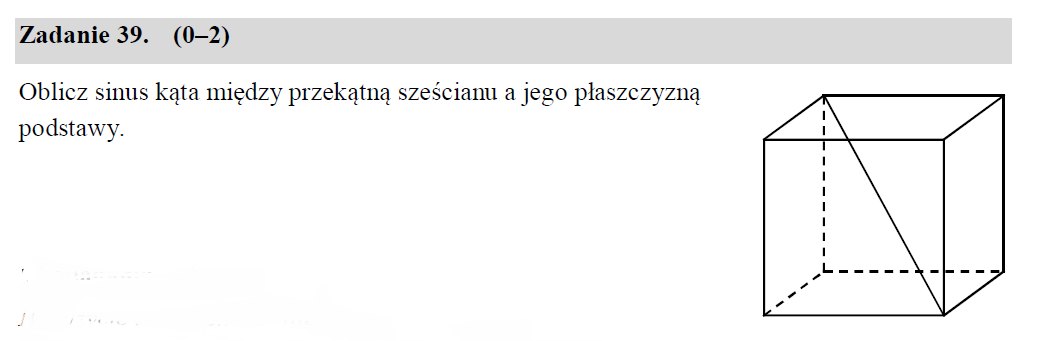 Zadanie 39. (0–2)
Oblicz sinus kąta między przekątną sześcianu a jego płaszczyzną
podstawy.